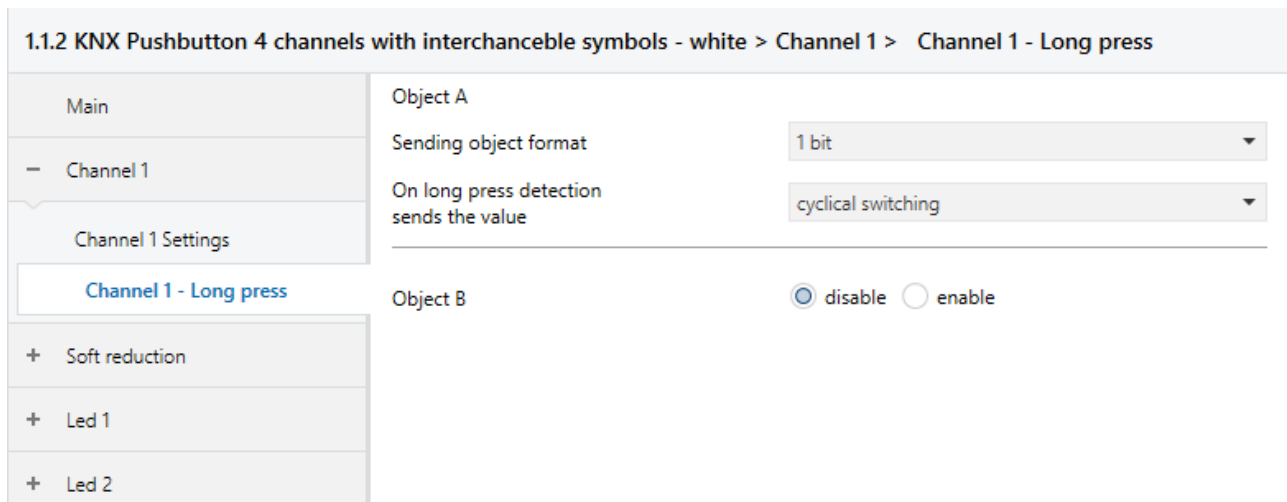 1.1.2 KNX Pushbutton 4 channels with interchanceble symbols - white > Channel 1 > Channel 1 - Long press
Main
− Channel 1
Channel 1 Settings
Channel 1 - Long press
+ Soft reduction
+ Led 1
+ Led 2
Object A
Sending object format
1 bit
On long press detection
sends the value
cyclical switching
Object B
disable
enable